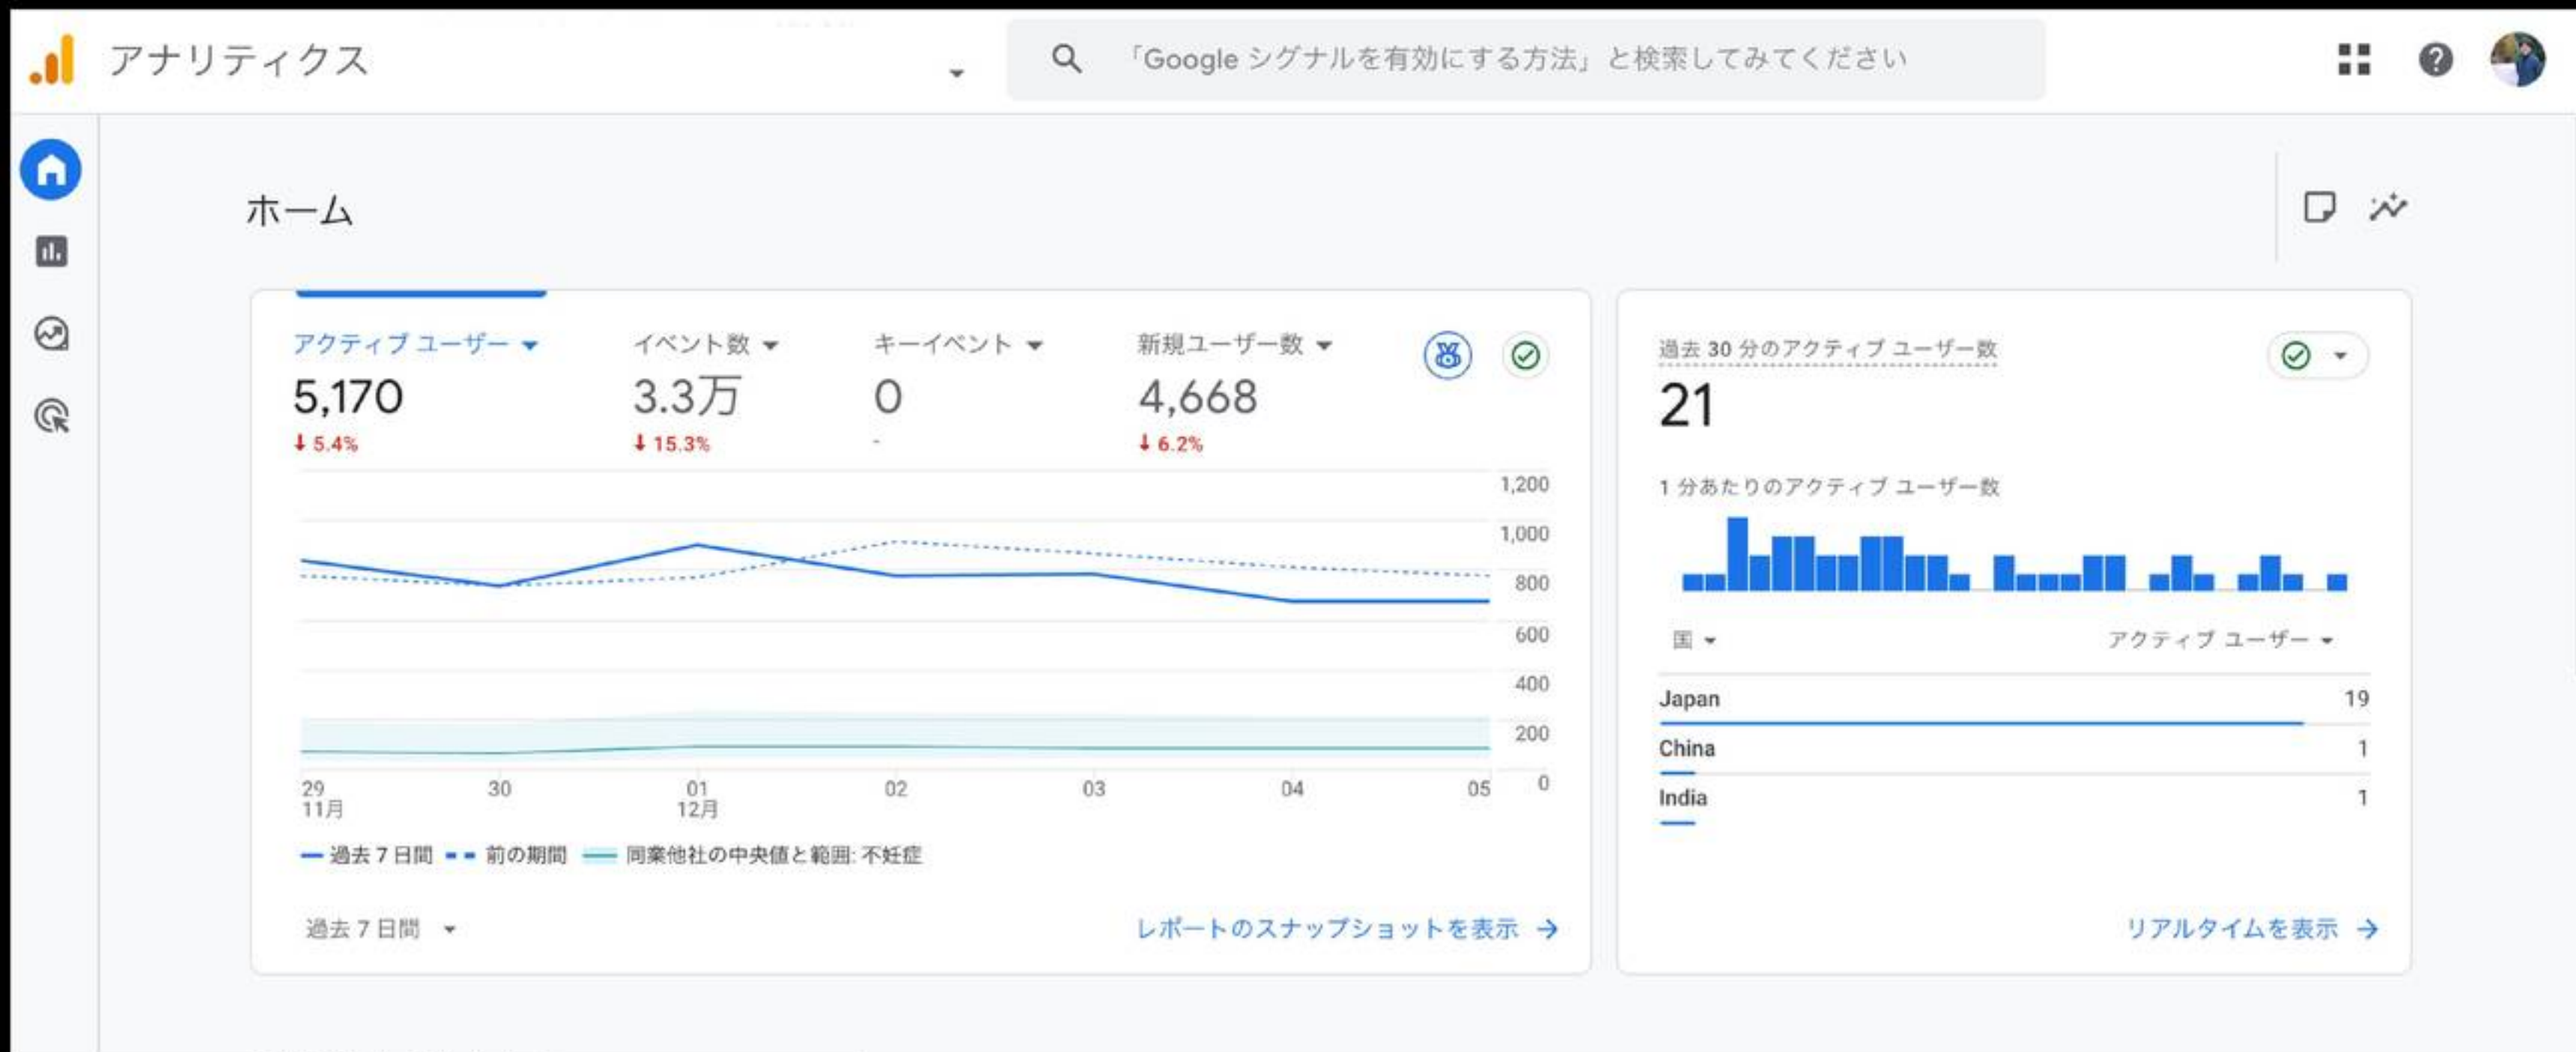 アナリティクス
「Google シグナルを有効にする方法」と検索してみてください
ホーム
アクティブ ユーザー
5,170
↓ 5.4%
イベント数
3.3万
↓ 15.3%
キーイベント
0
-
新規ユーザー数
4,668
↓ 6.2%
1,200
1,000
800
600
400
200
0
29 30 01 02 03 04 05
11月 12月
過去 7 日間 前の期間 同業他社の中央値と範囲: 不妊症
過去 7 日間
レポートのスナップショットを表示 →
過去 30 分のアクティブ ユーザー数
21
1 分あたりのアクティブ ユーザー数
国 アクティブ ユーザー
Japan 19
China 1
India 1
リアルタイムを表示 →